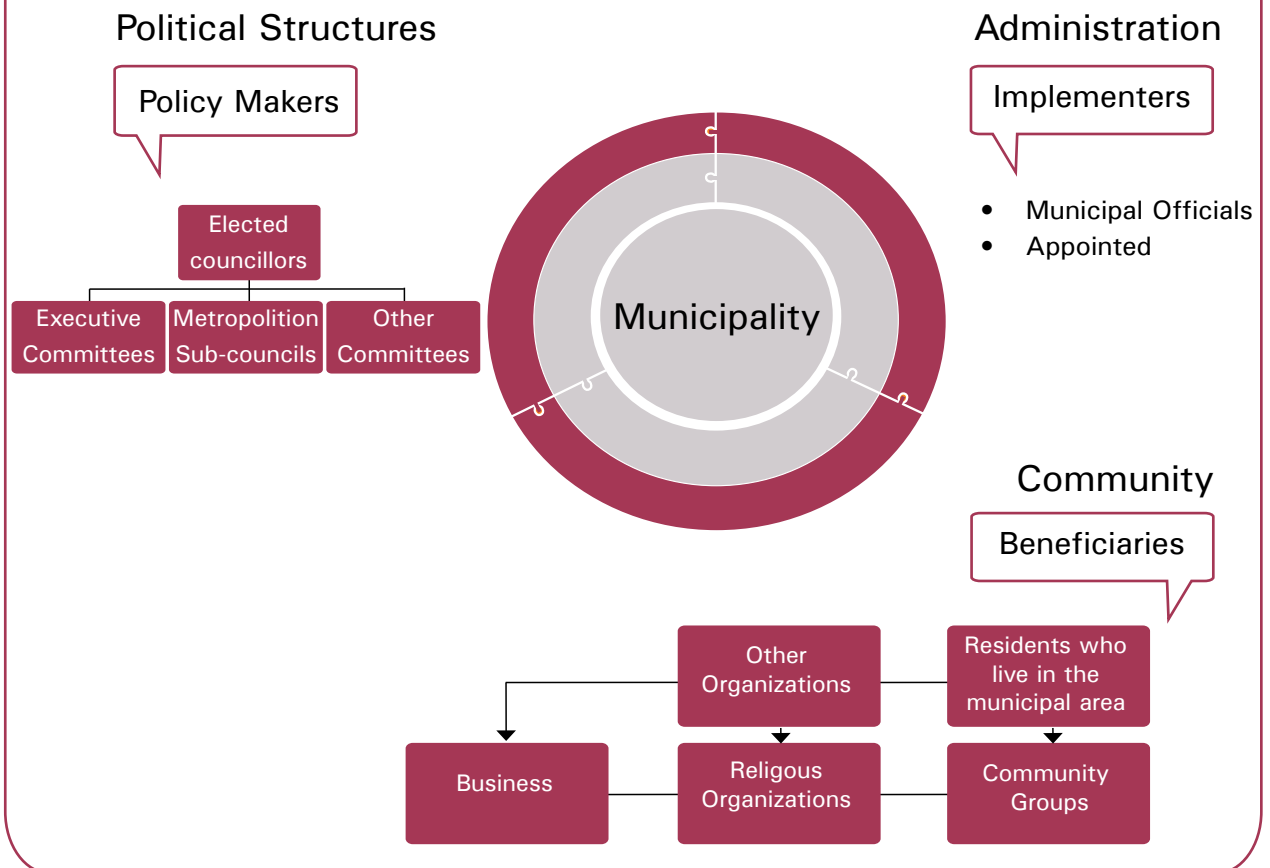 Political Structures
Policy Makers
Elected
councillors
Executive
Committees
Metropolition
Sub-councils
Other
Committees
Municipality
Administration
Implementers
• Municipal Officials
• Appointed
Community
Beneficiaries
Other
Organizations
Residents who
live in the
municipal area
Business
Religous
Organizations
Community
Groups